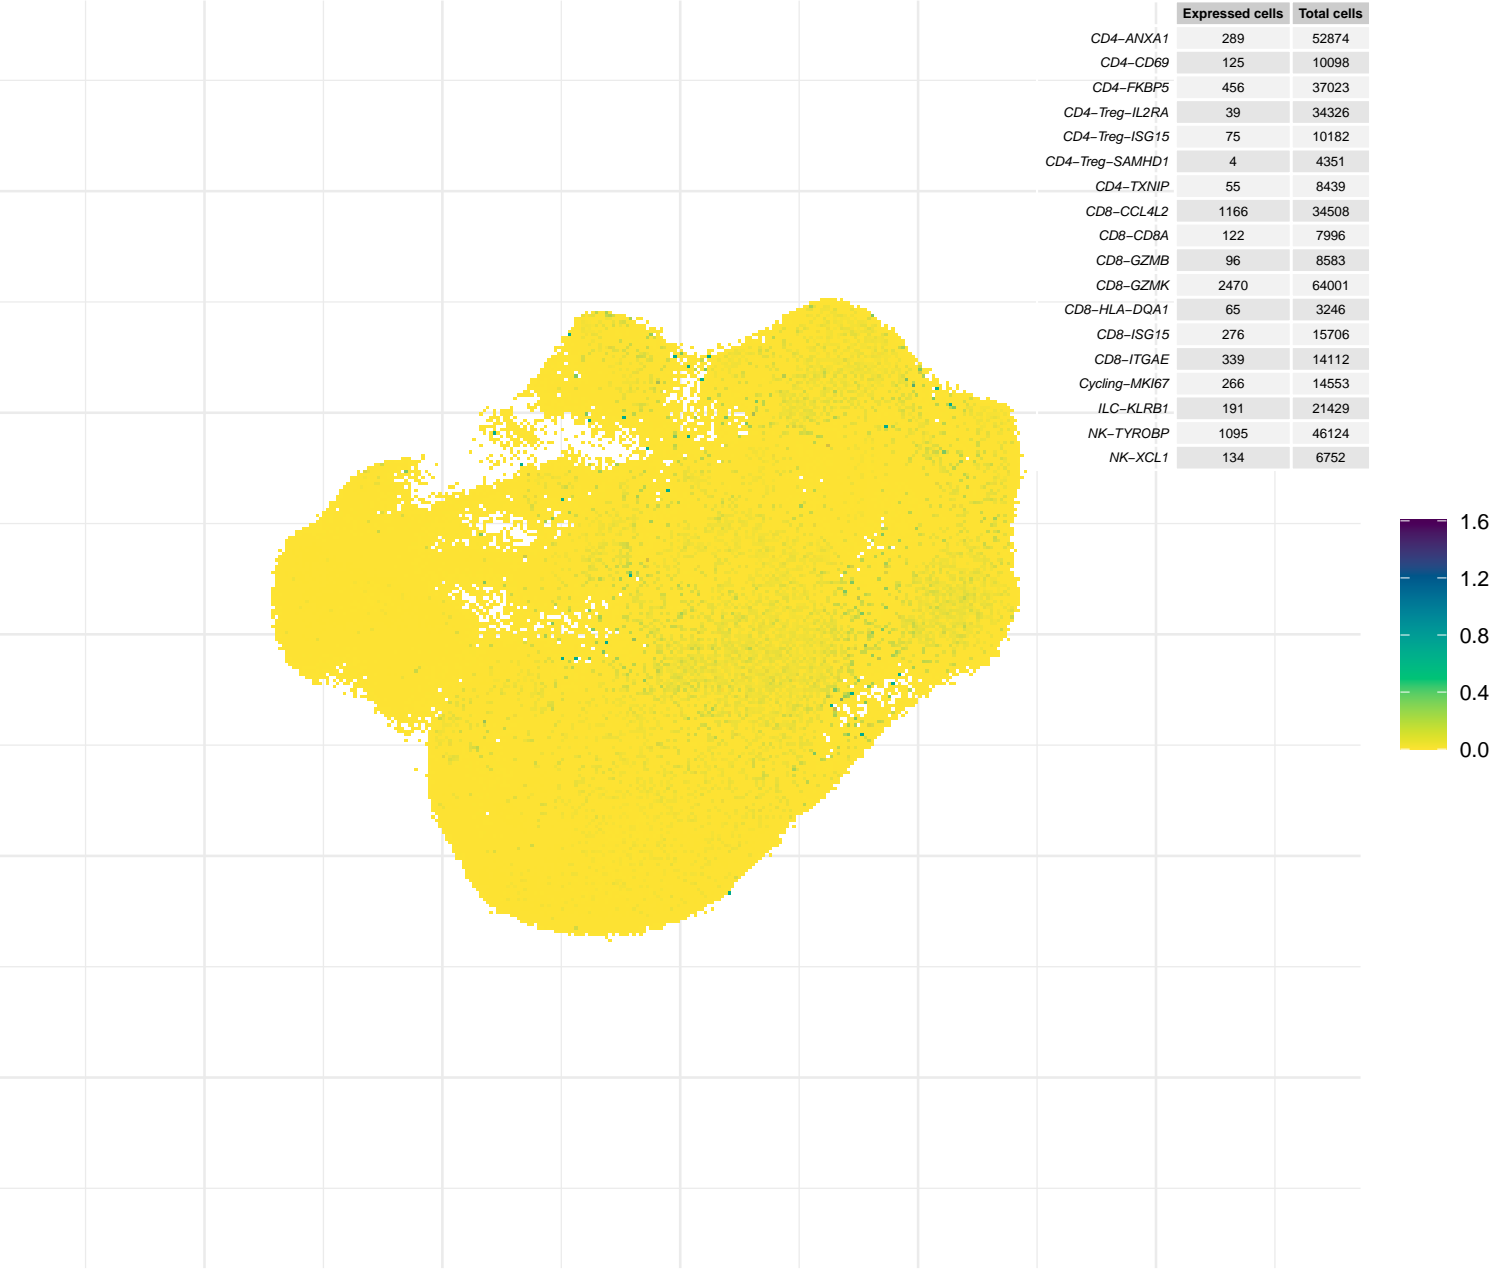 Expressed cells Total cells
CD4−ANXA1 289 52874
CD4−CD69 125 10098
CD4−FKBP5 456 37023
CD4−Treg−IL2RA 39 34326
CD4−Treg−ISG15 75 10182
CD4−Treg−SAMHD1 4 4351
CD4−TXNIP 55 8439
CD8−CCL4L2 1166 34508
CD8−CD8A 122 7996
CD8−GZMB 96 8583
CD8−GZMK 2470 64001
CD8−HLA−DQA1 65 3246
CD8−ISG15 276 15706
CD8−ITGAE 339 14112
Cycling−MKI67 266 14553
ILC−KLRB1 191 21429
NK−TYROBP 1095 46124
NK−XCL1 134 6752
1.6
1.2
0.8
0.4
0.0